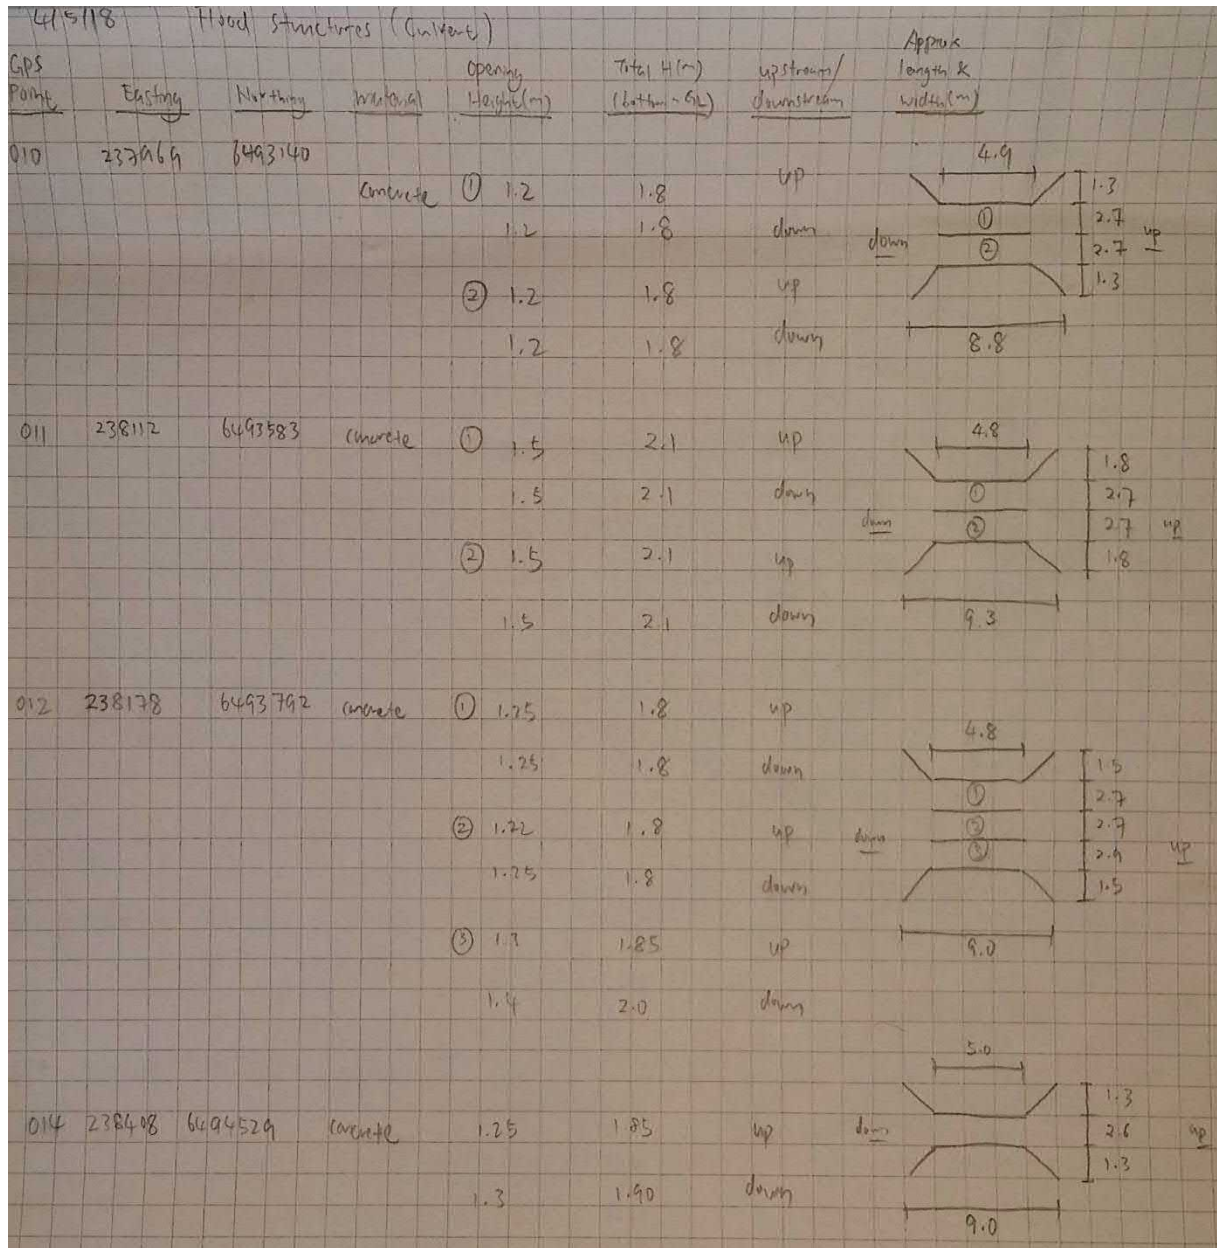 4/5/18 Flood Structures (Culvert)
GPS Point Easting Northing Material Opening Height(m) Total H(m) (bottom - GL) upstream/ downstream Approx length & width(m)
010 237969 6493140
4.9
concrete ① 1.2 1.8 up
1.3
1.2 1.8 down
① 2.7
down ② 2.7 up
② 1.2 1.8 up
1.3
1.2 1.8 down
8.8
011 238112 6493583 concrete ① 1.5 2.1 up
4.8
1.8
1.5 2.1 down
① 2.7
down ② 2.7 up
② 1.5 2.1 up
1.8
1.5 2.1 down
9.3
012 238178 6493792 concrete ① 1.25 1.8 up
4.8
1.25 1.8 down
1.5
① 2.7
② 1.22 1.8 up
down ② 2.7
③ 2.9 up
1.25 1.8 down
1.5
③ 1.3 1.85 up
9.0
1.4 2.0 down
5.0
1.3
014 238408 6494529 concrete 1.25 1.85 up
down 2.6 up
1.3
1.3 1.90 down
9.0